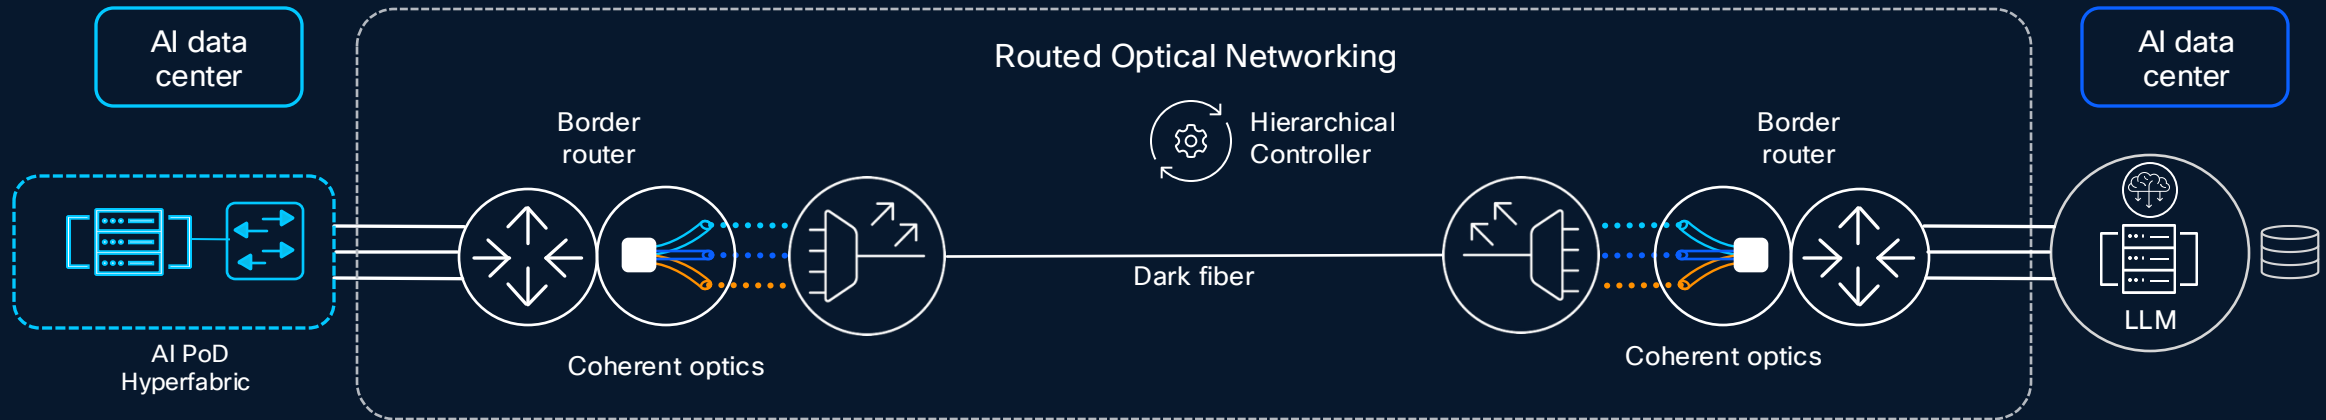 AI data
center
Routed Optical Networking
AI data
center
Border
router
Hierarchical
Controller
Border
router
Dark fiber
LLM
AI PoD
Hyperfabric
Coherent optics
Coherent optics